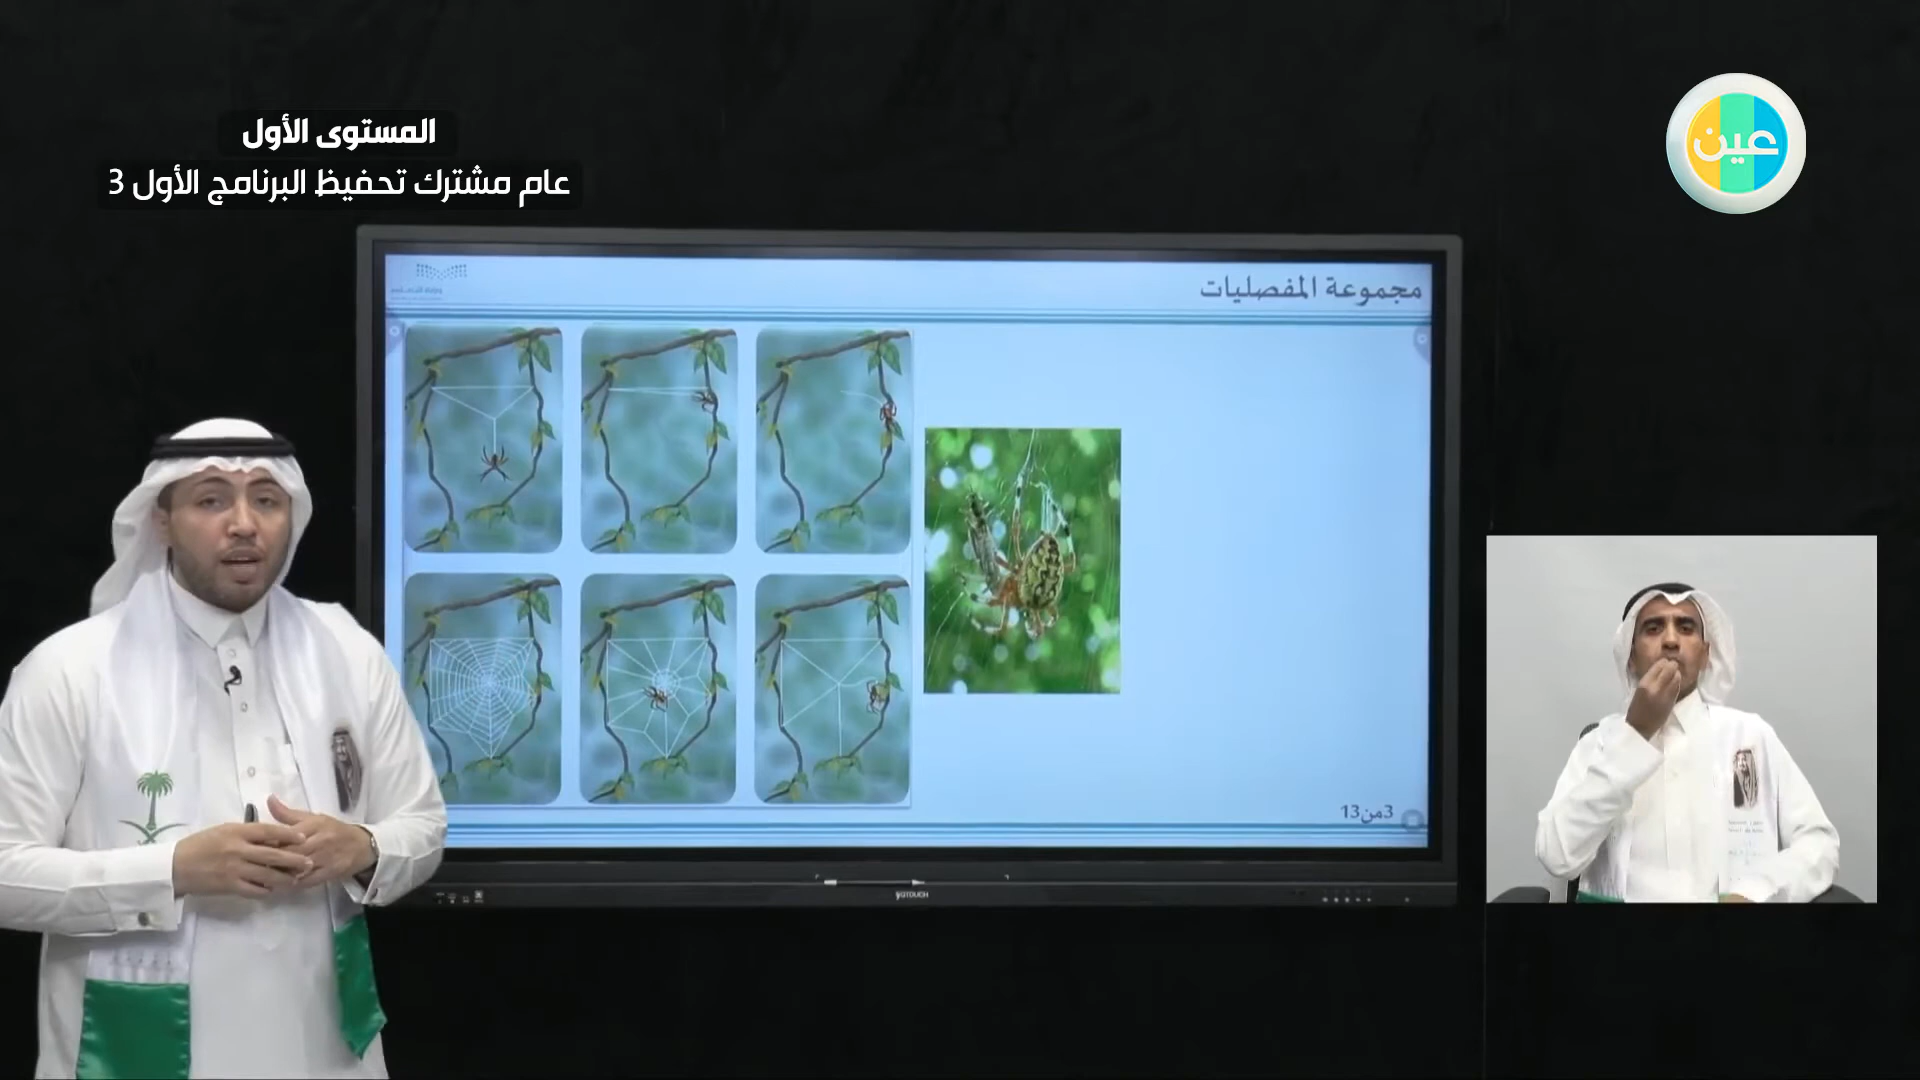 المستوى الأول
عام مشترك تحفيظ البرنامج الأول 3
عين
مجموعة المفصليات
3من13